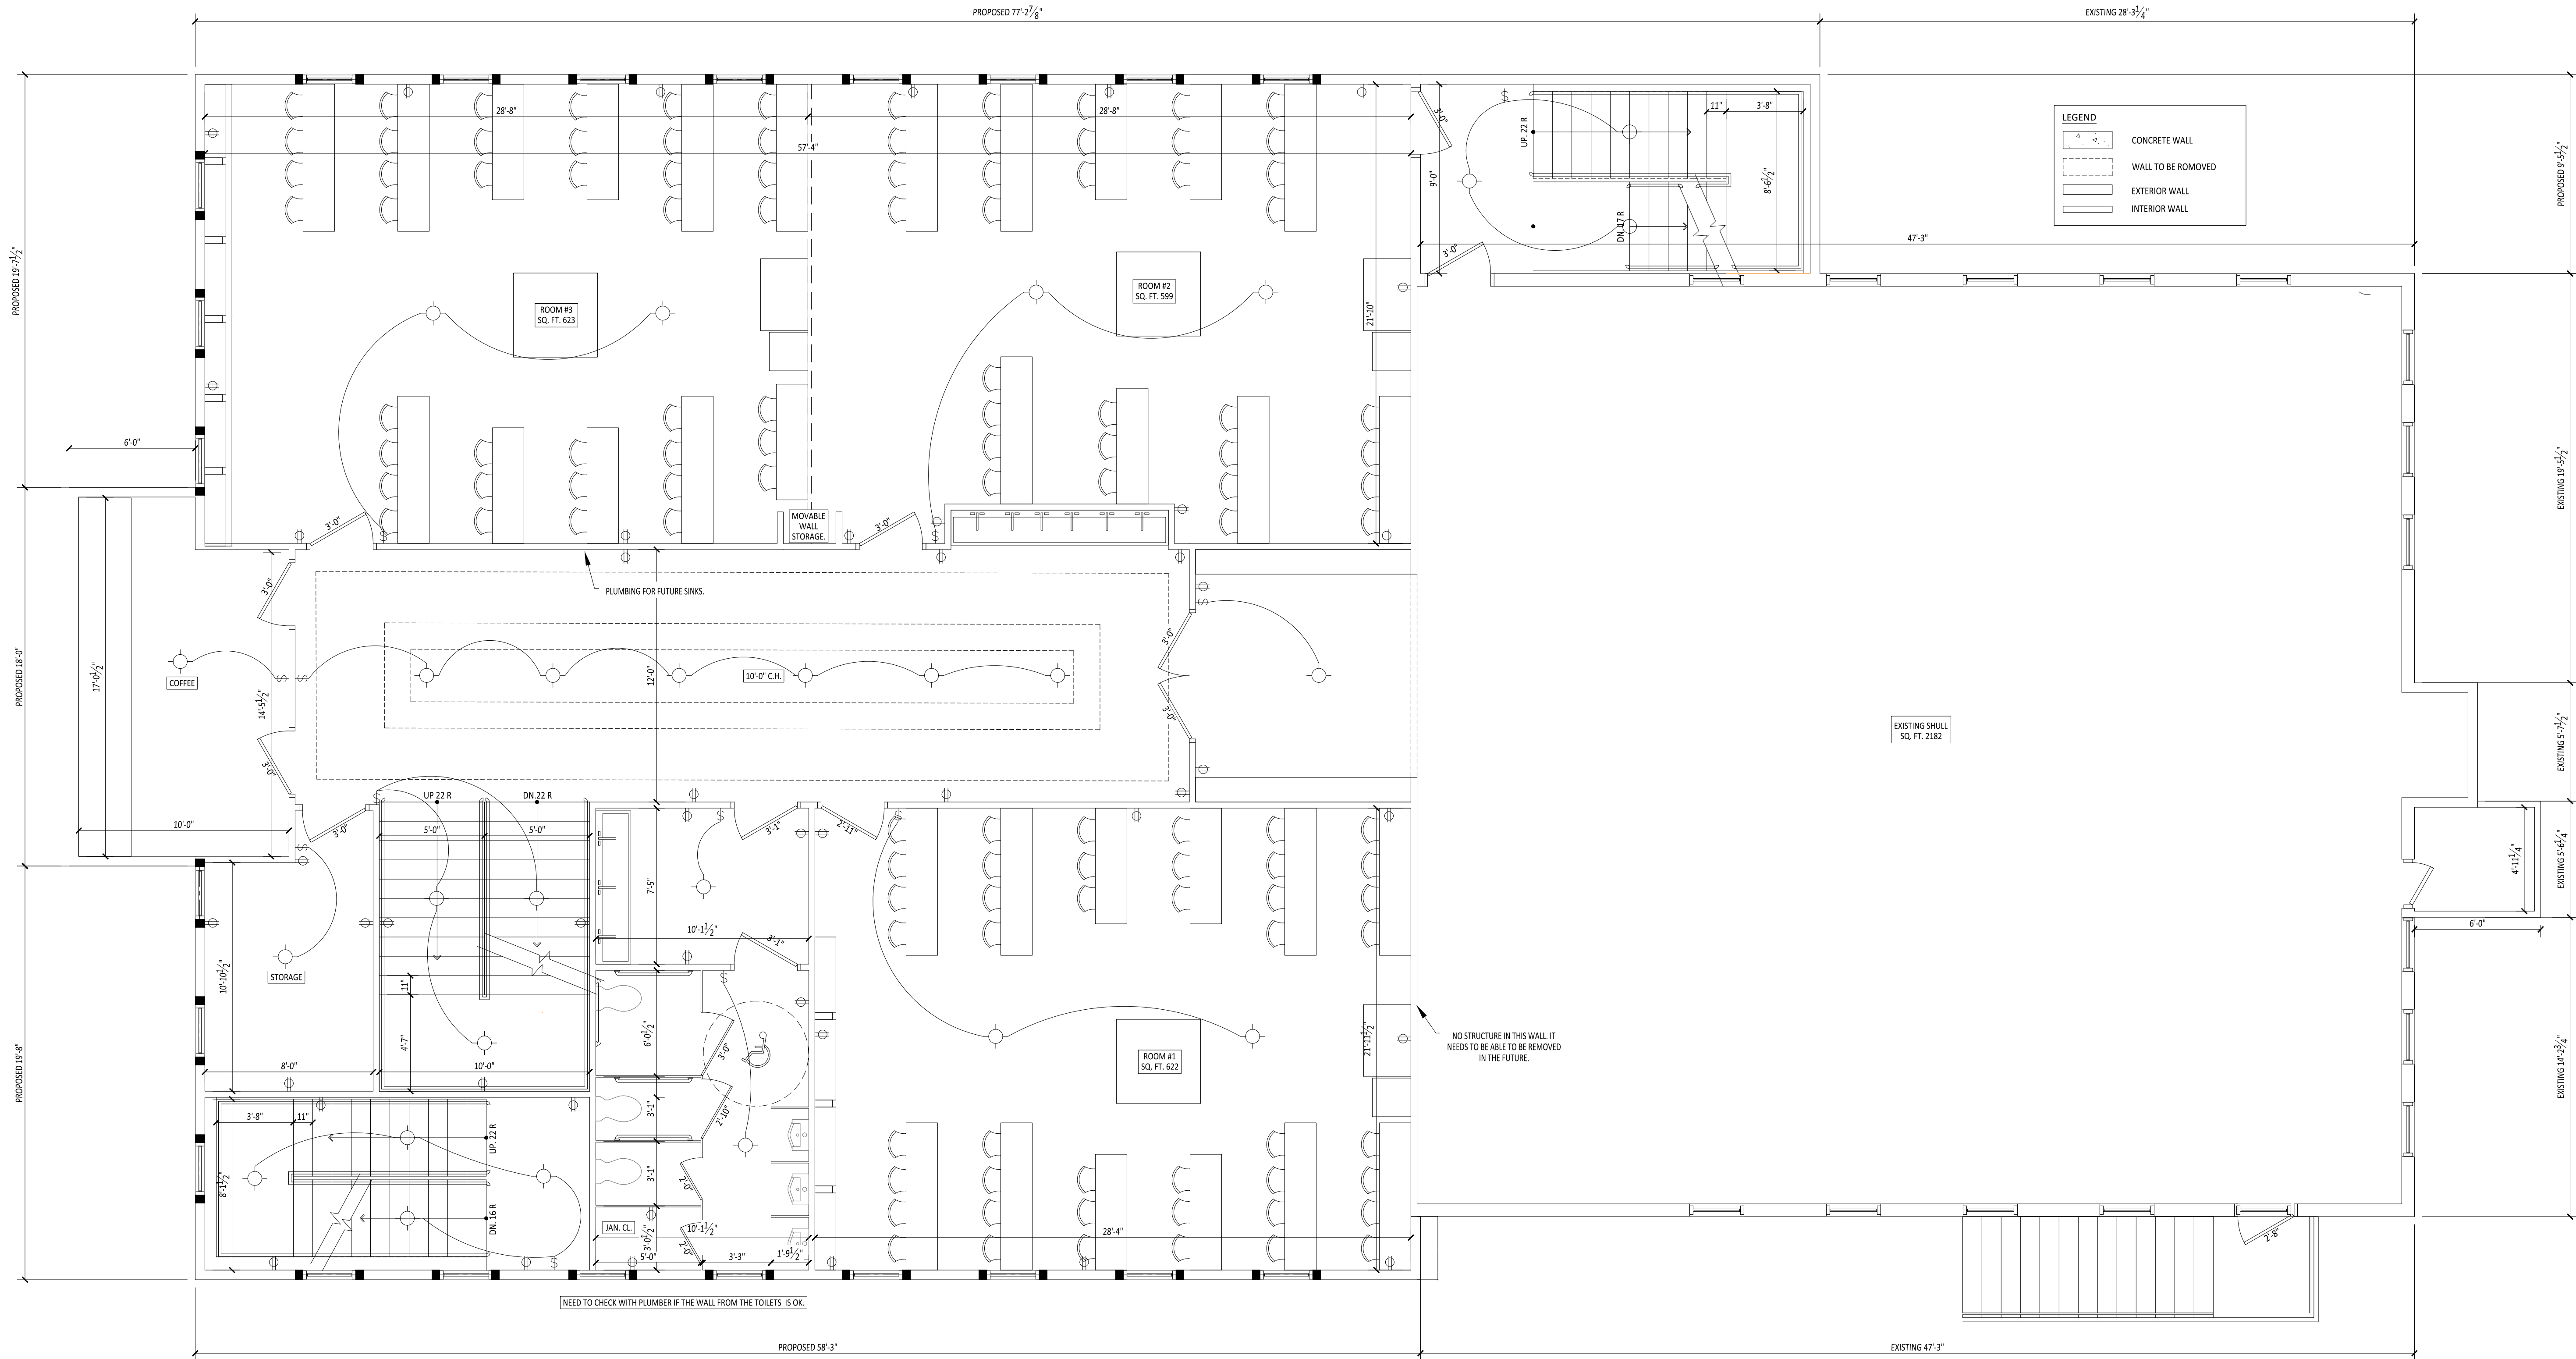 PROPOSED 77'-2 7/8"
EXISTING 28'-3 1/4"
28'-8"
28'-8"
57'-4"
3'-0"
UP. 22 R
11"
3'-8"
9'-0"
8'-6 1/2"
DN. 17 R
3'-0"
47'-3"
LEGEND
CONCRETE WALL
WALL TO BE ROMOVED
EXTERIOR WALL
INTERIOR WALL
PROPOSED 9'-5 1/2"
PROPOSED 19'-7 1/2"
ROOM #3
SQ. FT. 623
ROOM #2
SQ. FT. 599
21'-10"
EXISTING 19'-5 1/2"
6'-0"
3'-0"
MOVABLE
WALL
STORAGE.
3'-0"
PLUMBING FOR FUTURE SINKS.
3'-0"
3'-0"
PROPOSED 18'-0"
17'-0 1/2"
COFFEE
14'-5 1/2"
12'-0"
10'-0" C.H.
3'-0"
3'-0"
EXISTING SHULL
SQ. FT. 2182
EXISTING 5'-7 1/2"
UP 22 R
DN.22 R
10'-0"
3'-0"
5'-0"
5'-0"
3'-1"
2'-11"
7'-5"
4'-11 1/4"
EXISTING 5'-6 1/4"
10'-1 1/2"
3'-1"
6'-0"
STORAGE
10'-10 1/2"
11"
4'-7"
6'-0 1/2"
3'-0"
21'-11 1/2"
NO STRUCTURE IN THIS WALL. IT
NEEDS TO BE ABLE TO BE REMOVED
IN THE FUTURE.
ROOM #1
SQ. FT. 622
PROPOSED 19'-8"
EXISTING 14'-2 3/4"
8'-0"
10'-0"
3'-8"
11"
3'-1"
2'-10"
UP. 22 R
3'-1"
2'-0"
8'-1 1/2"
DN. 16 R
JAN. CL.
3'-0 1/2"
10'-1 1/2"
2'-0"
5'-0"
3'-3"
1'-9 1/2"
28'-4"
2'-8"
NEED TO CHECK WITH PLUMBER IF THE WALL FROM THE TOILETS IS OK.
PROPOSED 58'-3"
EXISTING 47'-3"